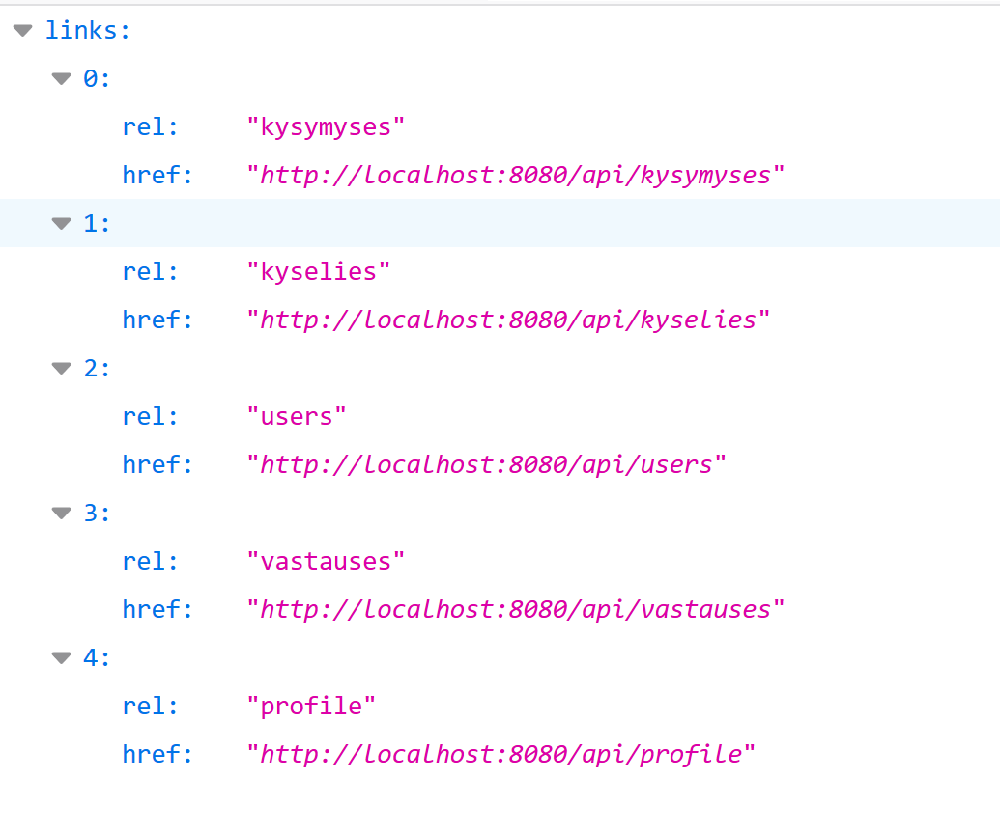 links:
0:
rel: "kysymyses"
href: "http://localhost:8080/api/kysymyses"
1:
rel: "kyselies"
href: "http://localhost:8080/api/kyselies"
2:
rel: "users"
href: "http://localhost:8080/api/users"
3:
rel: "vastauses"
href: "http://localhost:8080/api/vastauses"
4:
rel: "profile"
href: "http://localhost:8080/api/profile"